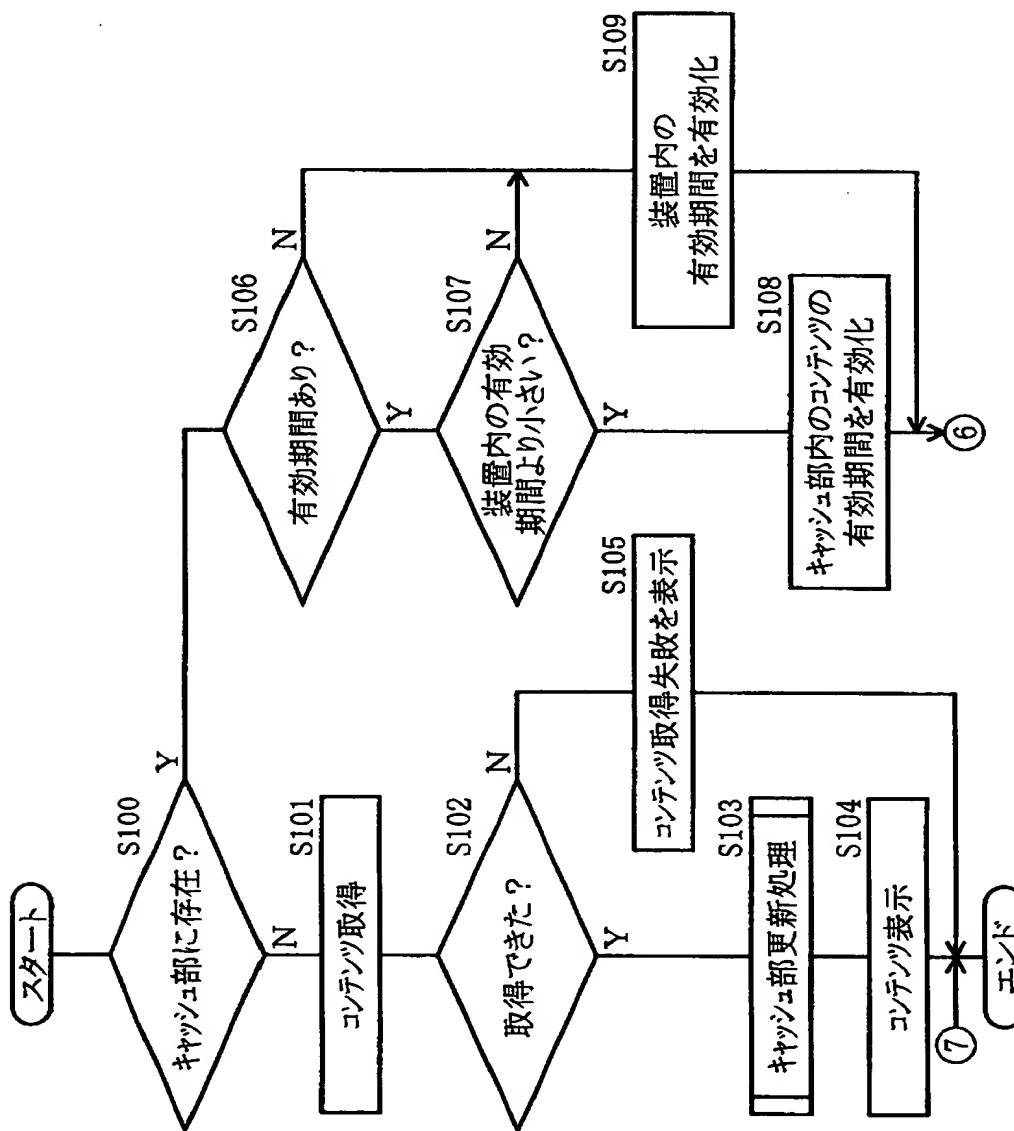 スタート
S100
キャッシュ部に存在？
Y
N
S101
コンテンツ取得
S102
取得できた？
N
Y
S103
キャッシュ部更新処理
S104
コンテンツ表示
S105
コンテンツ取得失敗を表示
⑦
エンド
S106
有効期間あり？
N
Y
S107
装置内の有効
期間より小さい？
N
Y
S108
キャッシュ部内のコンテンツの
有効期間を有効化
S109
装置内の
有効期間を有効化
⑥